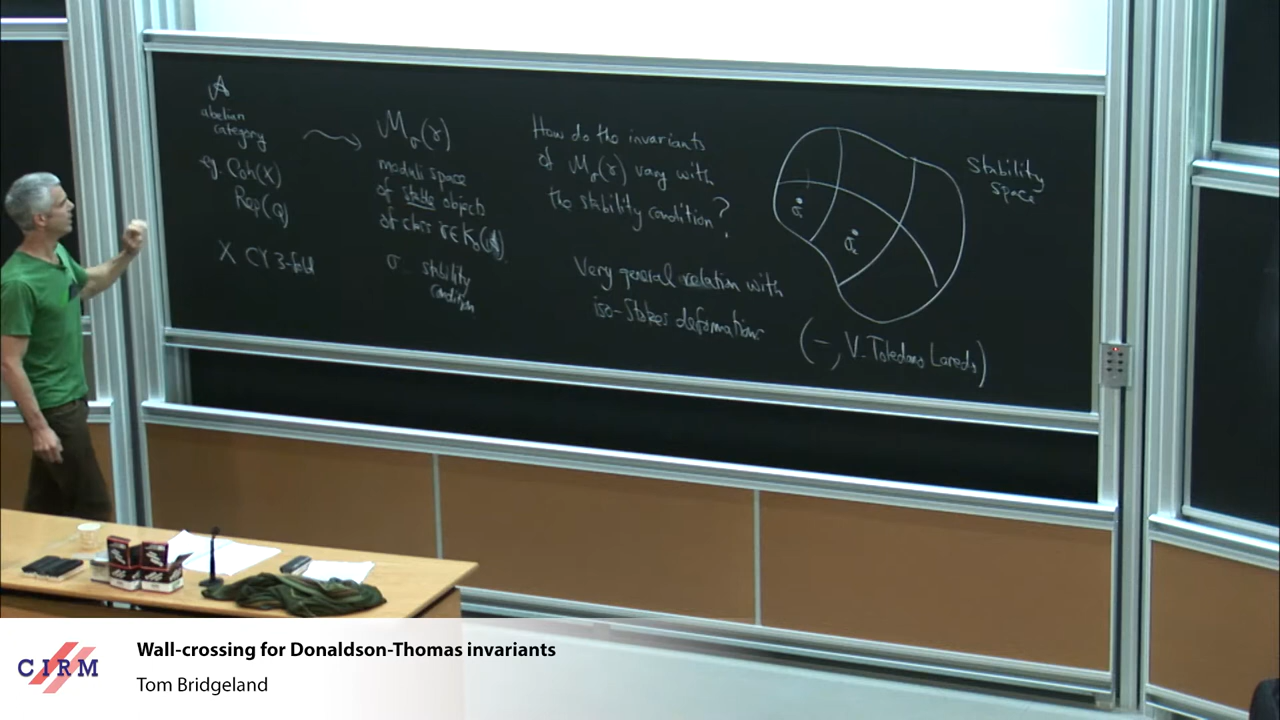 A
abelian
category
eg. Coh(X)
Rep(Q)
X CY 3-fold
M_σ(γ)
moduli space
of stable objects
of class γ∈K₀(A)
σ stability
condition
How do the invariants
of M_σ(γ) vary with
the stability condition?
Very general relation with
iso-Stokes deformations
(–, V. Toledano Laredo)
σ₁
σ₂
Stability
space
CIRM
Wall-crossing for Donaldson-Thomas invariants
Tom Bridgeland